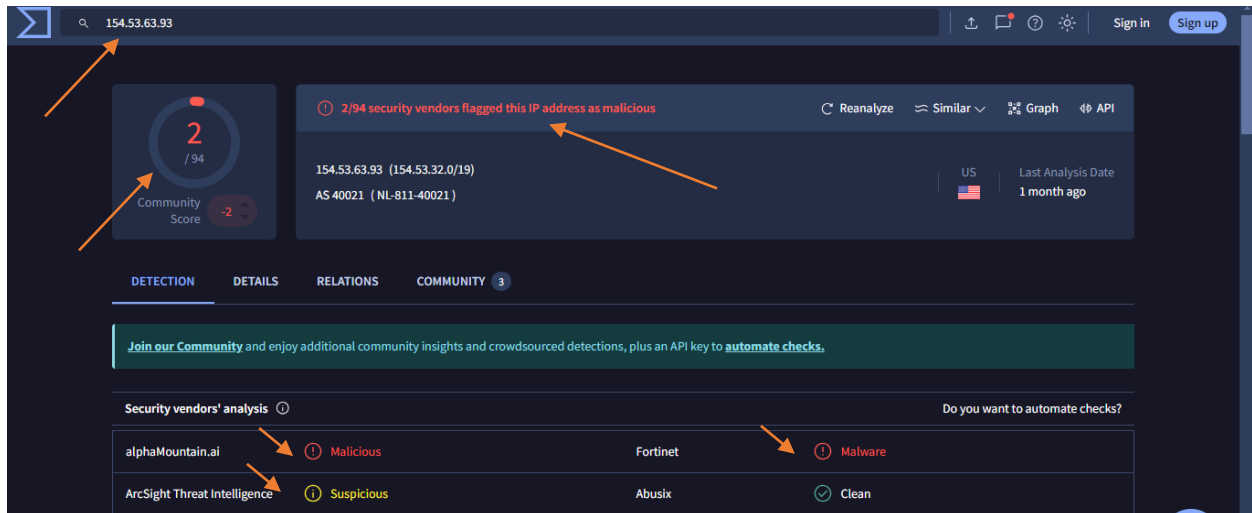 154.53.63.93
Sign in
Sign up
2
/ 94
Community
Score
-2
2/94 security vendors flagged this IP address as malicious
Reanalyze
Similar
Graph
API
154.53.63.93 (154.53.32.0/19)
AS 40021 ( NL-811-40021 )
US
Last Analysis Date
1 month ago
DETECTION
DETAILS
RELATIONS
COMMUNITY 3
Join our Community and enjoy additional community insights and crowdsourced detections, plus an API key to automate checks.
Security vendors' analysis
Do you want to automate checks?
alphaMountain.ai
Malicious
Fortinet
Malware
ArcSight Threat Intelligence
Suspicious
Abusix
Clean